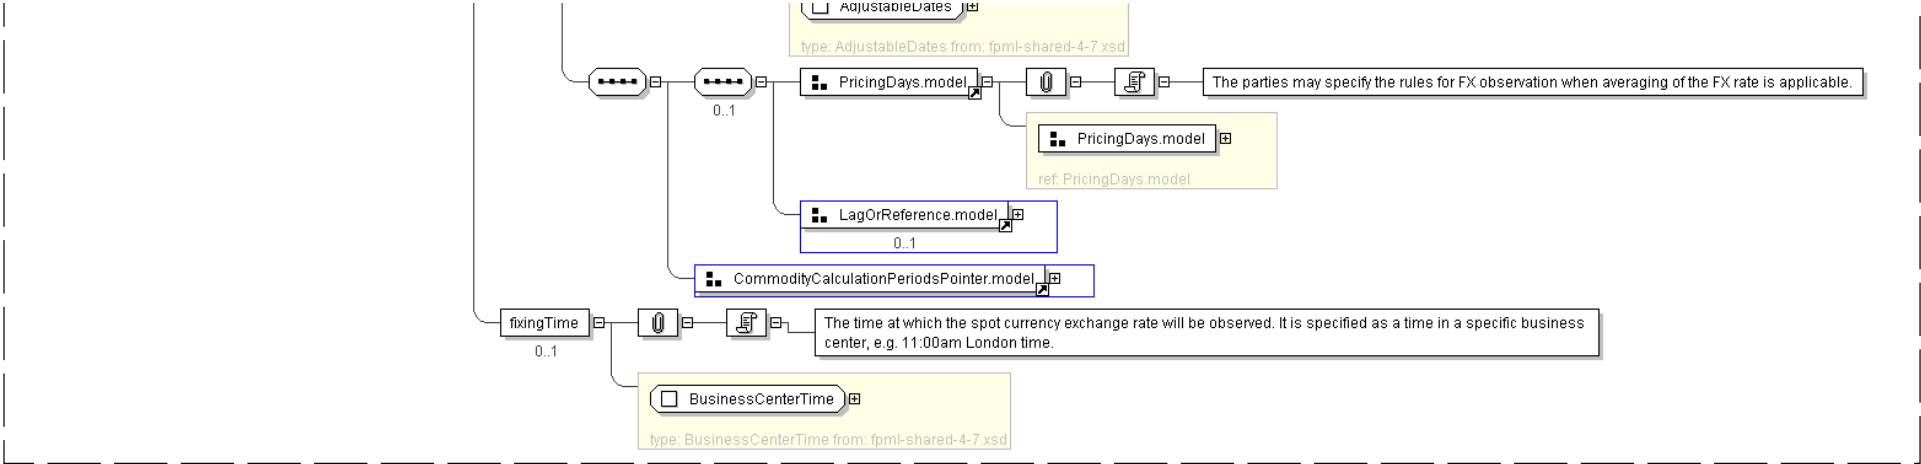 AdjustableDates
type: AdjustableDates from: fpml-shared-4-7.xsd
PricingDays.model
The parties may specify the rules for FX observation when averaging of the FX rate is applicable.
0..1
PricingDays.model
ref: PricingDays.model
LagOrReference.model
0..1
CommodityCalculationPeriodsPointer.model
fixingTime
The time at which the spot currency exchange rate will be observed. It is specified as a time in a specific business
center, e.g. 11:00am London time.
0..1
BusinessCenterTime
type: BusinessCenterTime from: fpml-shared-4-7.xsd